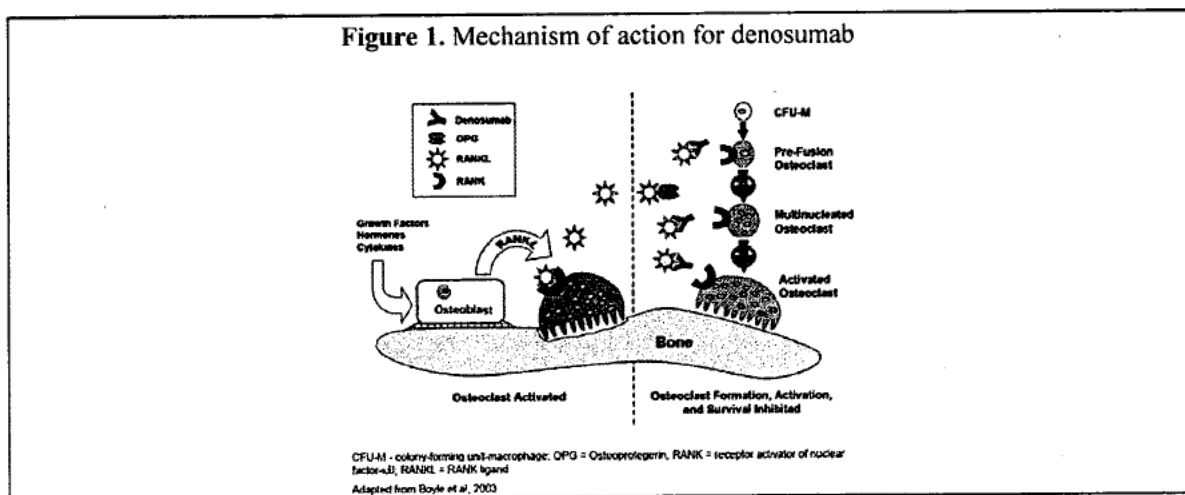 Figure 1. Mechanism of action for denosumab
Denosumab
OPG
RANKL
RANK
CFU-M
Pre-Fusion
Osteoclast
Growth Factors
Hormones
Cytokines
RANKL
Multinucleated
Osteoclast
Osteoblast
Activated
Osteoclast
Bone
Osteoclast Activated
Osteoclast Formation, Activation,
and Survival Inhibited
CFU-M - colony-forming unit-macrophage; OPG = Osteoprotegerin, RANK = receptor activator of nuclear
RANKL = RANK ligand
Adapted from Boyle et al, 2003